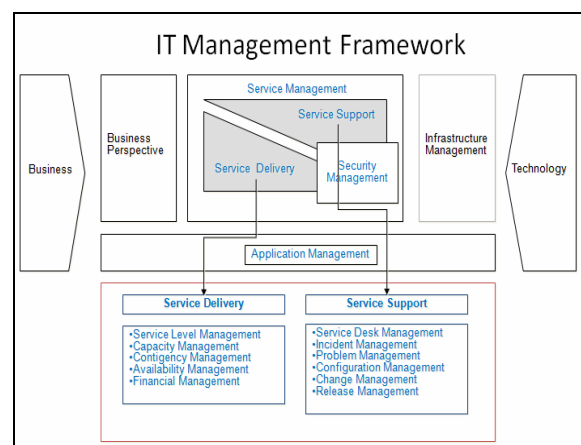 IT Management Framework
Service Management
Service Support
Business
Perspective
Infrastructure
Management
Business
Service Delivery
Security
Management
Technology
Application Management
Service Delivery
•Service Level Management
•Capacity Management
•Contigency Management
•Availability Management
•Financial Management
Service Support
•Service Desk Management
•Incident Management
•Problem Management
•Configuration Management
•Change Management
•Release Management